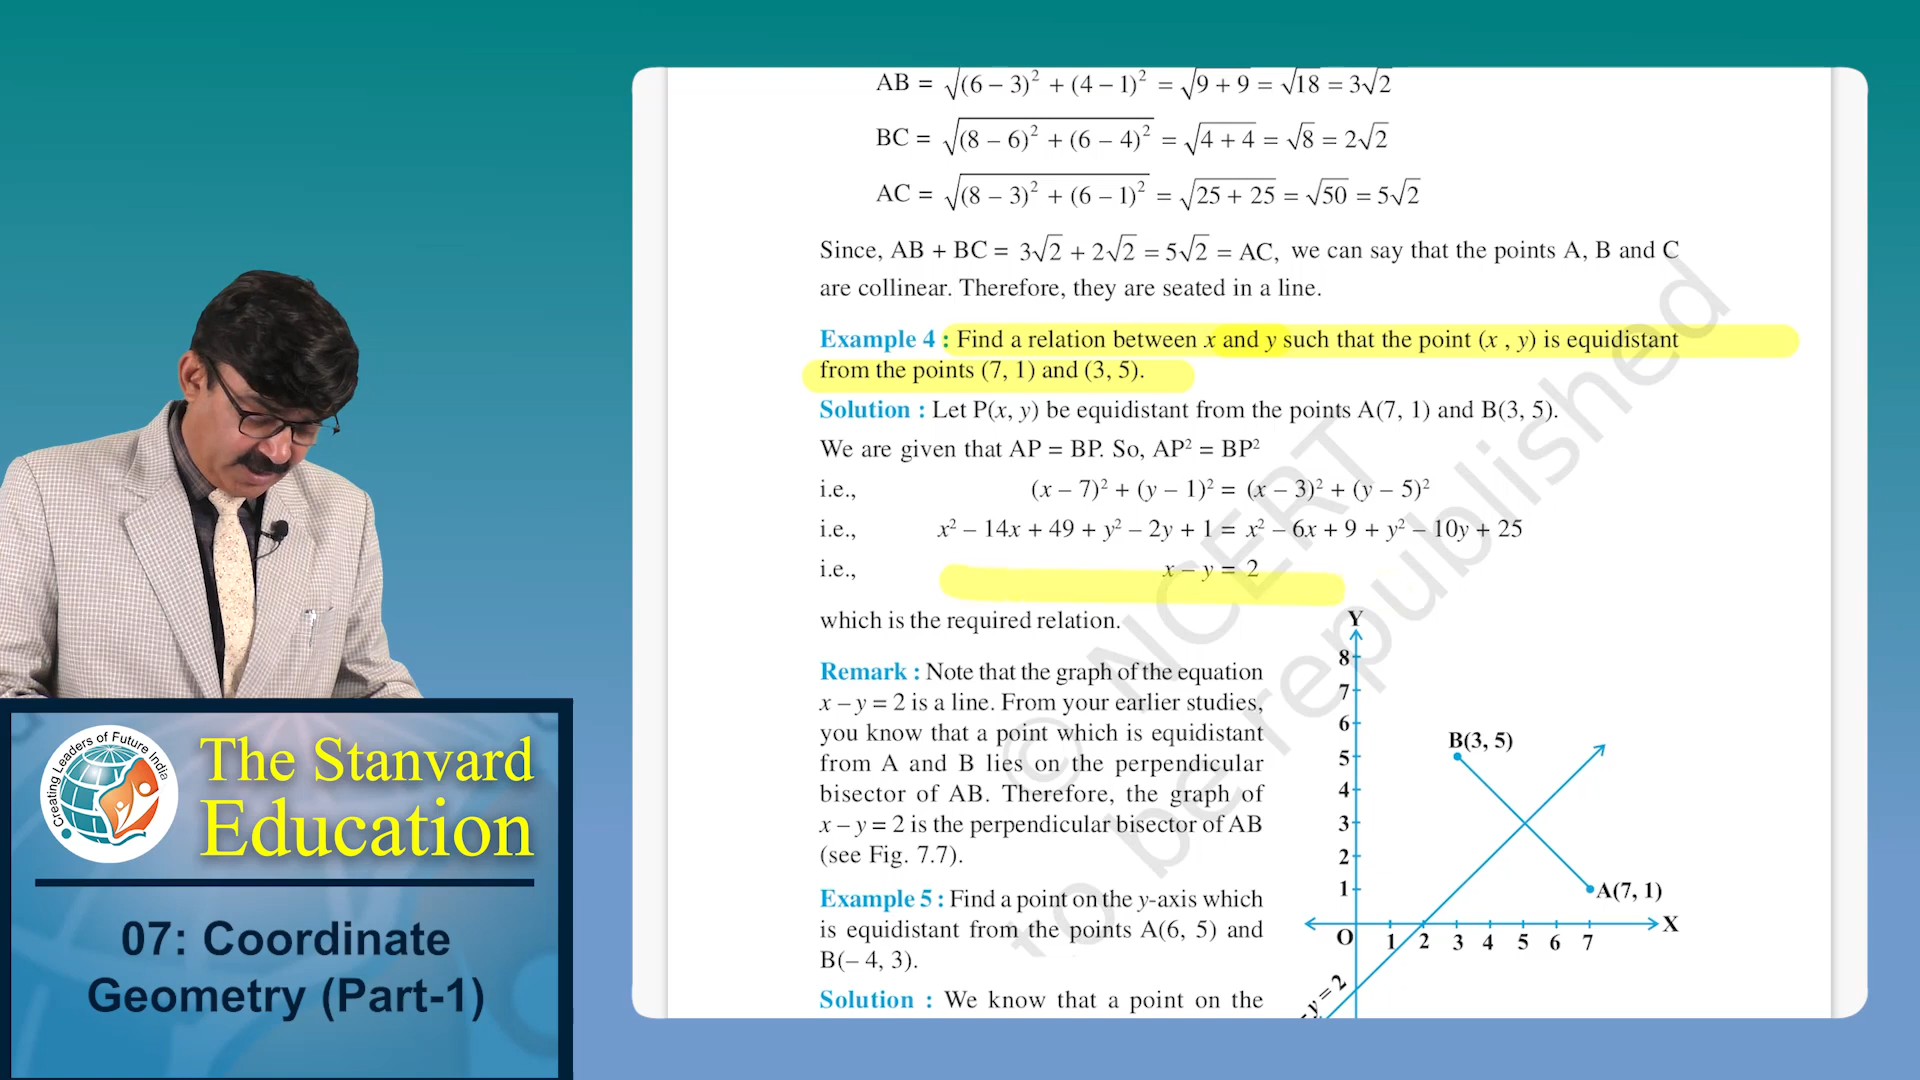 AB = √(6 – 3)² + (4 – 1)² = √9 + 9 = √18 = 3√2
BC = √(8 – 6)² + (6 – 4)² = √4 + 4 = √8 = 2√2
AC = √(8 – 3)² + (6 – 1)² = √25 + 25 = √50 = 5√2
Since, AB + BC = 3√2 + 2√2 = 5√2 = AC, we can say that the points A, B and C
are collinear. Therefore, they are seated in a line.
Example 4 : Find a relation between x and y such that the point (x , y) is equidistant
from the points (7, 1) and (3, 5).
Solution : Let P(x, y) be equidistant from the points A(7, 1) and B(3, 5).
We are given that AP = BP. So, AP² = BP²
i.e., (x – 7)² + (y – 1)² = (x – 3)² + (y – 5)²
i.e., x² – 14x + 49 + y² – 2y + 1 = x² – 6x + 9 + y² – 10y + 25
i.e., x – y = 2
which is the required relation.
Remark : Note that the graph of the equation
x – y = 2 is a line. From your earlier studies,
you know that a point which is equidistant
from A and B lies on the perpendicular
bisector of AB. Therefore, the graph of
x – y = 2 is the perpendicular bisector of AB
(see Fig. 7.7).
Example 5 : Find a point on the y-axis which
is equidistant from the points A(6, 5) and
B(– 4, 3).
Solution : We know that a point on the
Y
8
7
6
5
4
3
2
1
B(3, 5)
A(7, 1)
X
O 1 2 3 4 5 6 7
– y = 2
© NCERT
to be republished
Creating Leaders of Future India
The Stanvard
Education
07: Coordinate
Geometry (Part-1)